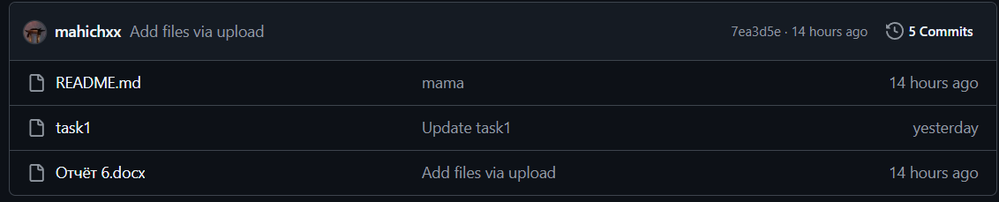 mahichxx Add files via upload 7ea3d5e · 14 hours ago 5 Commits
README.md mama 14 hours ago
task1 Update task1 yesterday
Отчёт 6.docx Add files via upload 14 hours ago